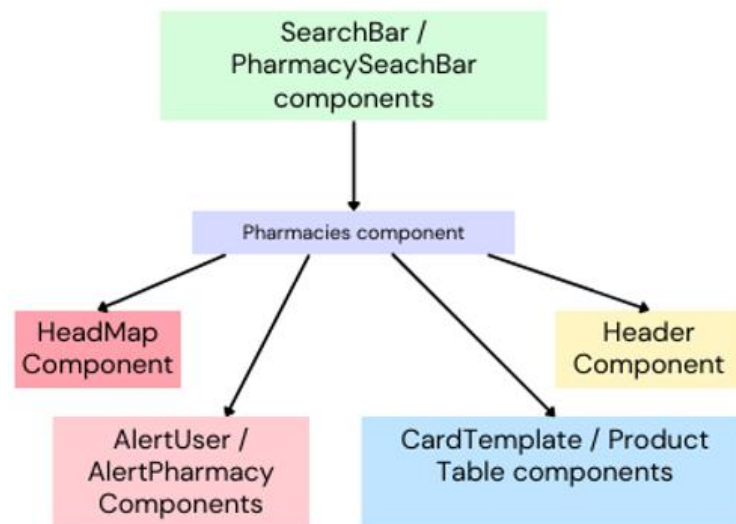 SearchBar /
PharmacySeachBar
components
Pharmacies component
HeadMap
Component
Header
Component
AlertUser /
AlertPharmacy
Components
CardTemplate / Product
Table components